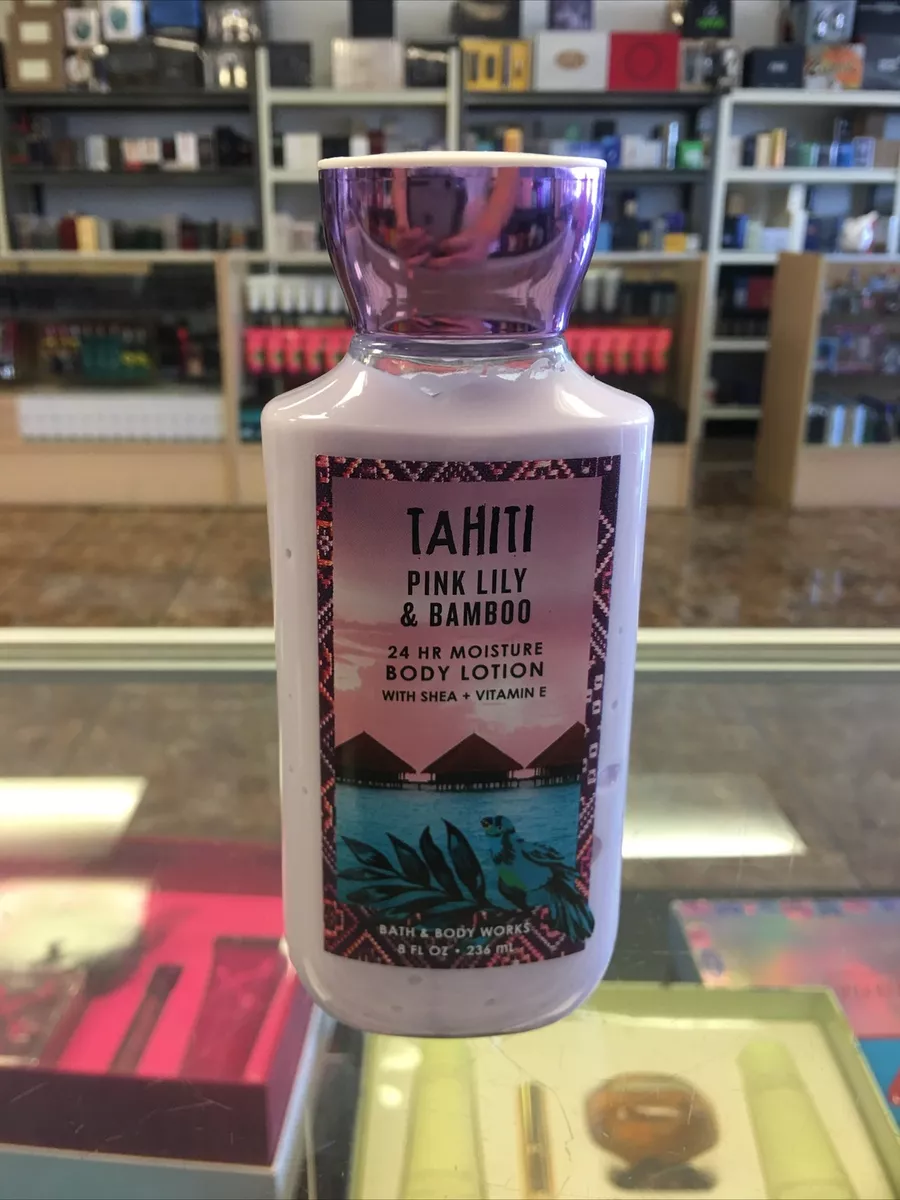 TAHITI
PINK LILY
& BAMBOO
24 HR MOISTURE
BODY LOTION
WITH SHEA + VITAMIN E
BATH & BODY WORKS
8 FL OZ • 236 mL